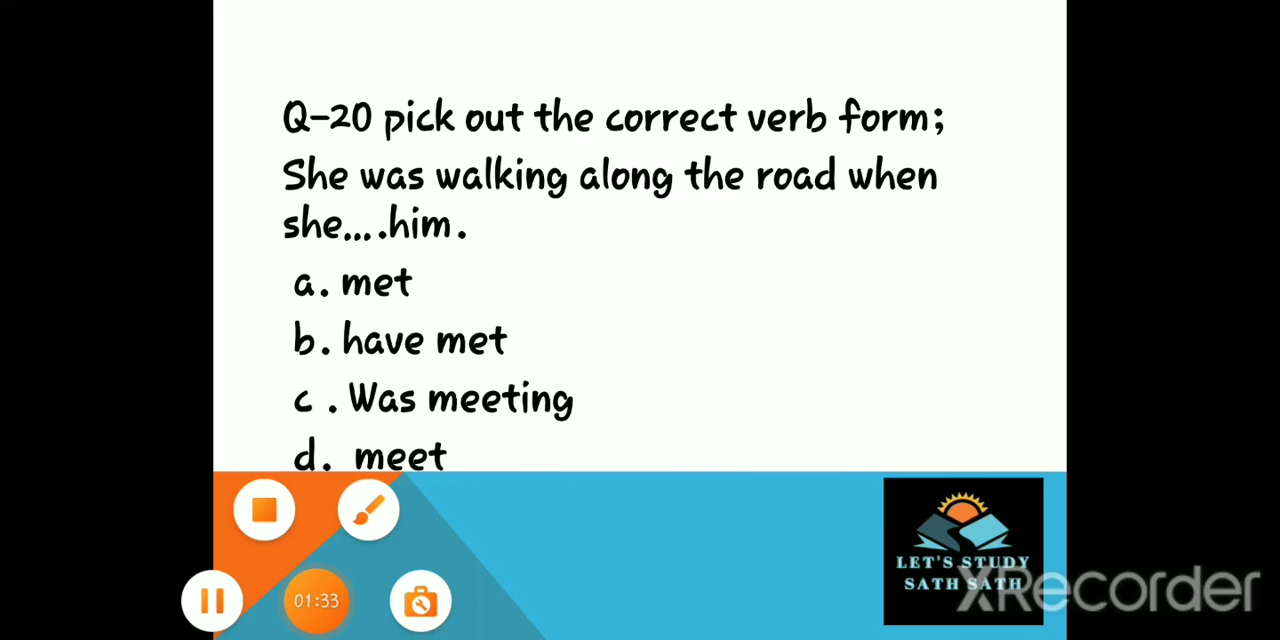 Q-20 pick out the correct verb form;
She was walking along the road when
she... .him.
a. met
b. have met
c . Was meeting
d. meet
01:33
LET'S STUDY
SATH SATH
XRecorder